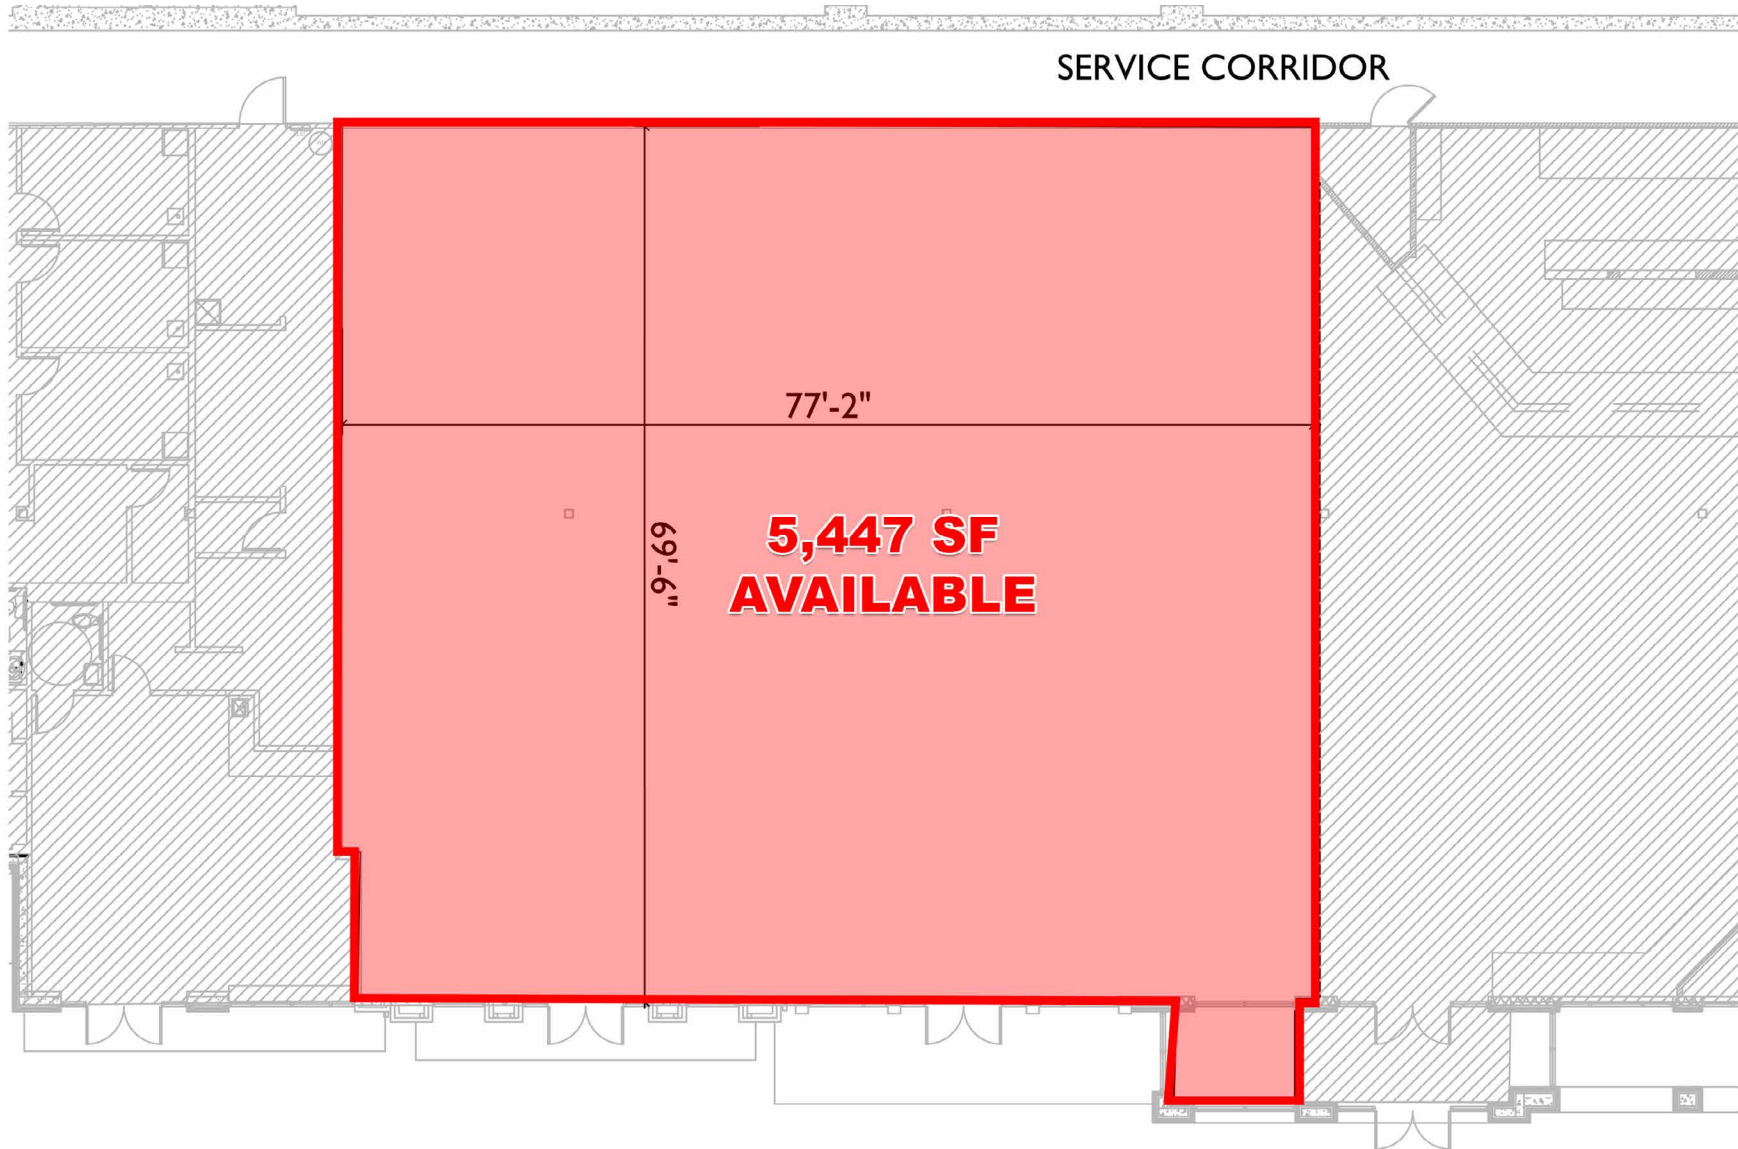 SERVICE CORRIDOR
77'-2"
69'-6"
5,447 SF
AVAILABLE